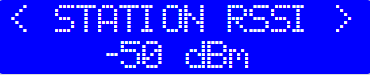 < STATION RSSI >
-50 dBm